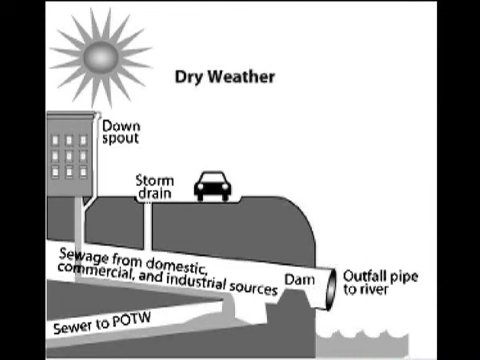 Dry Weather
Down
spout
Storm
drain
Sewage from domestic,
commercial, and industrial sources
Dam
Outfall pipe
to river
Sewer to POTW